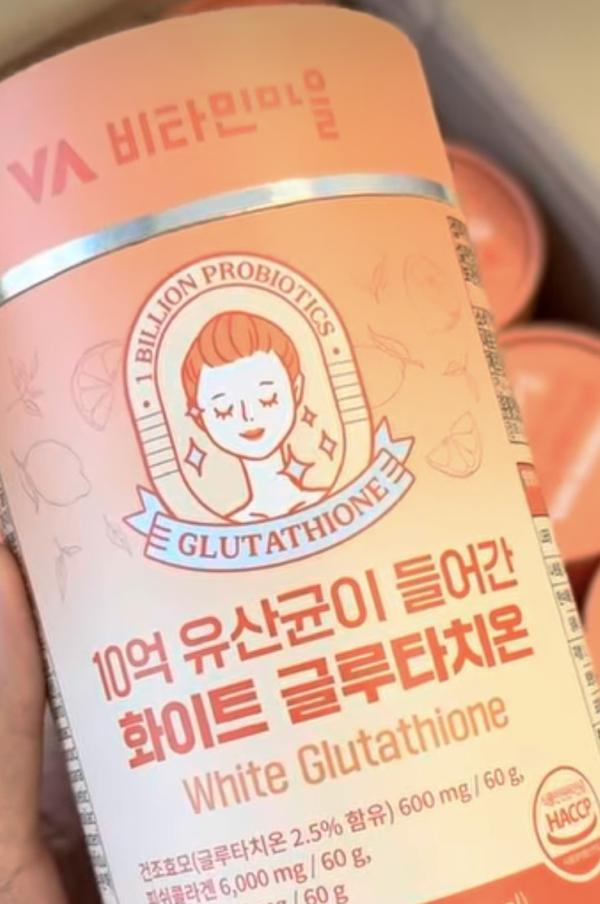 VA 비타민마을
1 BILLION PROBIOTICS
GLUTATHIONE
10억 유산균이 들어간
화이트 글루타치온
White Glutathione
건조효모(글루타치온 2.5% 함유) 600 mg / 60 g,
피쉬콜라겐 6,000 mg / 60 g,
mg / 60 g
HACCP